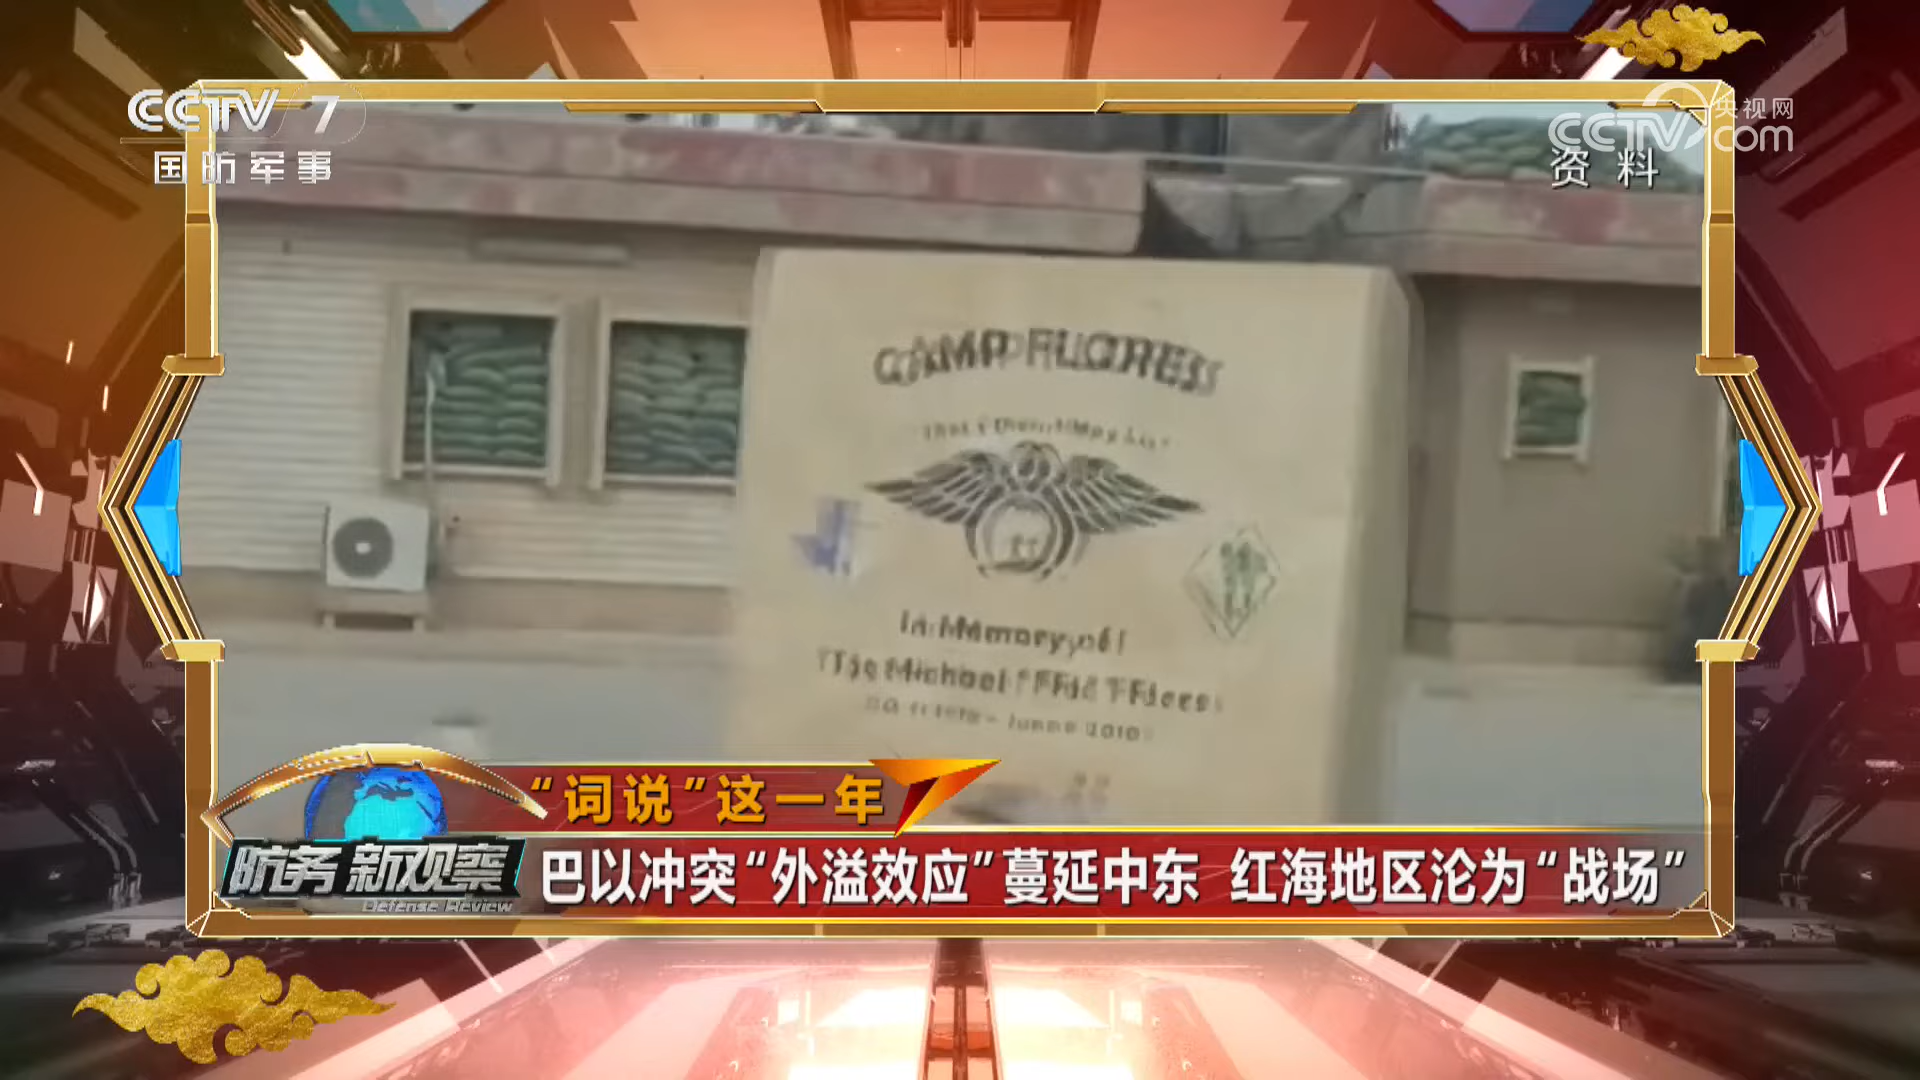 CCTV 7
国防军事
央视网
CCTV.com
资料
CAMP FLORES
In Memory of
"词说"这一年
防务新观察
Defense Review
巴以冲突"外溢效应"蔓延中东 红海地区沦为"战场"